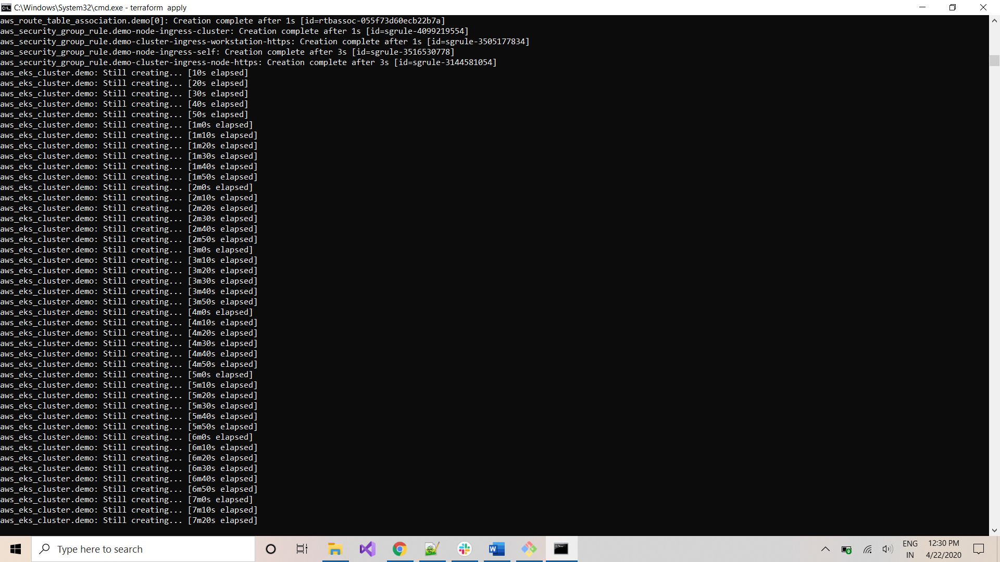 C:\Windows\System32\cmd.exe - terraform  apply
aws_route_table_association.demo[0]: Creation complete after 1s [id=rtbassoc-055f73d60ecb22b7a]
aws_security_group_rule.demo-node-ingress-cluster: Creation complete after 1s [id=sgrule-4099219554]
aws_security_group_rule.demo-cluster-ingress-workstation-https: Creation complete after 1s [id=sgrule-3505177834]
aws_security_group_rule.demo-node-ingress-self: Creation complete after 3s [id=sgrule-3516530778]
aws_security_group_rule.demo-cluster-ingress-node-https: Creation complete after 3s [id=sgrule-3144581054]
aws_eks_cluster.demo: Still creating... [10s elapsed]
aws_eks_cluster.demo: Still creating... [20s elapsed]
aws_eks_cluster.demo: Still creating... [30s elapsed]
aws_eks_cluster.demo: Still creating... [40s elapsed]
aws_eks_cluster.demo: Still creating... [50s elapsed]
aws_eks_cluster.demo: Still creating... [1m0s elapsed]
aws_eks_cluster.demo: Still creating... [1m10s elapsed]
aws_eks_cluster.demo: Still creating... [1m20s elapsed]
aws_eks_cluster.demo: Still creating... [1m30s elapsed]
aws_eks_cluster.demo: Still creating... [1m40s elapsed]
aws_eks_cluster.demo: Still creating... [1m50s elapsed]
aws_eks_cluster.demo: Still creating... [2m0s elapsed]
aws_eks_cluster.demo: Still creating... [2m10s elapsed]
aws_eks_cluster.demo: Still creating... [2m20s elapsed]
aws_eks_cluster.demo: Still creating... [2m30s elapsed]
aws_eks_cluster.demo: Still creating... [2m40s elapsed]
aws_eks_cluster.demo: Still creating... [2m50s elapsed]
aws_eks_cluster.demo: Still creating... [3m0s elapsed]
aws_eks_cluster.demo: Still creating... [3m10s elapsed]
aws_eks_cluster.demo: Still creating... [3m20s elapsed]
aws_eks_cluster.demo: Still creating... [3m30s elapsed]
aws_eks_cluster.demo: Still creating... [3m40s elapsed]
aws_eks_cluster.demo: Still creating... [3m50s elapsed]
aws_eks_cluster.demo: Still creating... [4m0s elapsed]
aws_eks_cluster.demo: Still creating... [4m10s elapsed]
aws_eks_cluster.demo: Still creating... [4m20s elapsed]
aws_eks_cluster.demo: Still creating... [4m30s elapsed]
aws_eks_cluster.demo: Still creating... [4m40s elapsed]
aws_eks_cluster.demo: Still creating... [4m50s elapsed]
aws_eks_cluster.demo: Still creating... [5m0s elapsed]
aws_eks_cluster.demo: Still creating... [5m10s elapsed]
aws_eks_cluster.demo: Still creating... [5m20s elapsed]
aws_eks_cluster.demo: Still creating... [5m30s elapsed]
aws_eks_cluster.demo: Still creating... [5m40s elapsed]
aws_eks_cluster.demo: Still creating... [5m50s elapsed]
aws_eks_cluster.demo: Still creating... [6m0s elapsed]
aws_eks_cluster.demo: Still creating... [6m10s elapsed]
aws_eks_cluster.demo: Still creating... [6m20s elapsed]
aws_eks_cluster.demo: Still creating... [6m30s elapsed]
aws_eks_cluster.demo: Still creating... [6m40s elapsed]
aws_eks_cluster.demo: Still creating... [6m50s elapsed]
aws_eks_cluster.demo: Still creating... [7m0s elapsed]
aws_eks_cluster.demo: Still creating... [7m10s elapsed]
aws_eks_cluster.demo: Still creating... [7m20s elapsed]
Type here to search
ENG
IN
12:30 PM
4/22/2020